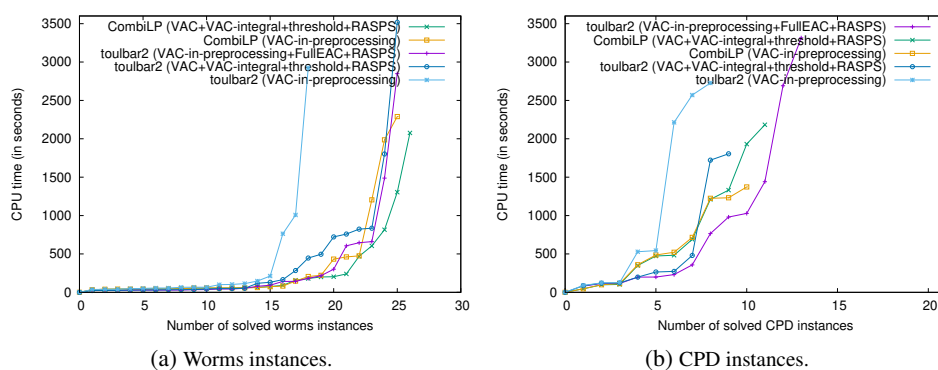 3500
3000
2500
2000
1500
1000
500
0
CPU time (in seconds)
CombiLP (VAC+VAC-integral+threshold+RASPS)
CombiLP (VAC-in-preprocessing)
toulbar2 (VAC-in-preprocessing+FullEAC+RASPS)
toulbar2 (VAC+VAC-integral+threshold+RASPS)
toulbar2 (VAC-in-preprocessing)
0 5 10 15 20 25 30
Number of solved worms instances
(a) Worms instances.
3500
3000
2500
2000
1500
1000
500
0
CPU time (in seconds)
toulbar2 (VAC-in-preprocessing+FullEAC+RASPS)
CombiLP (VAC+VAC-integral+threshold+RASPS)
CombiLP (VAC-in-preprocessing)
toulbar2 (VAC+VAC-integral+threshold+RASPS)
toulbar2 (VAC-in-preprocessing)
0 5 10 15 20
Number of solved CPD instances
(b) CPD instances.